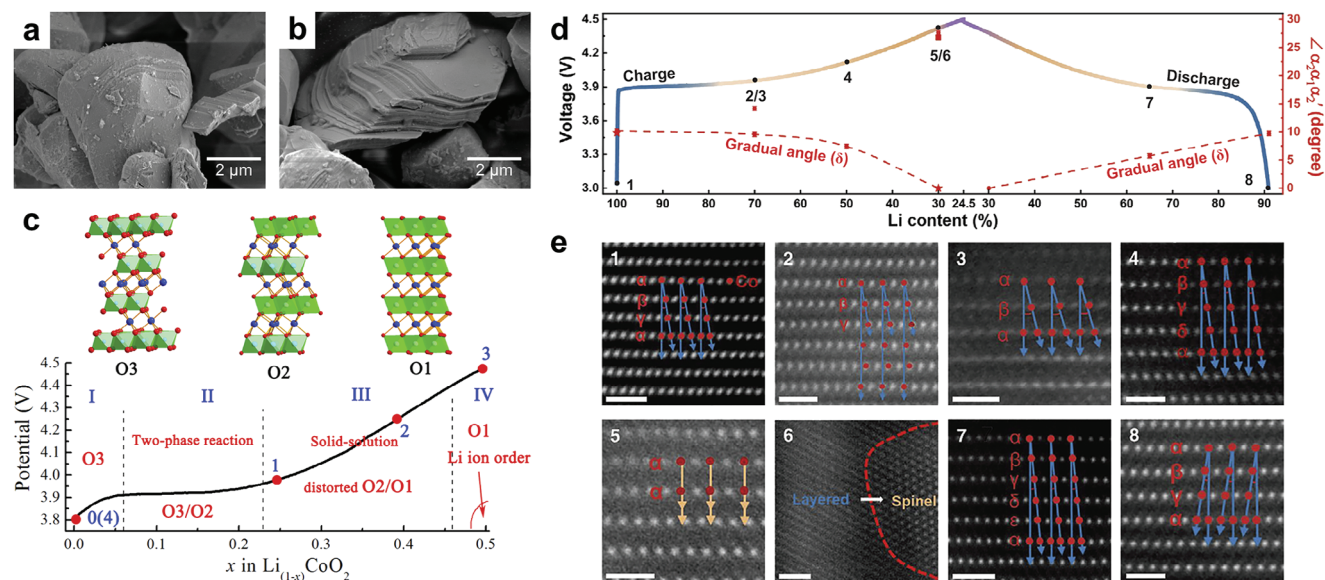 a
2 μm
b
2 μm
c
O3
O2
O1
Potential (V)
4.5
4.4
4.3
4.2
4.1
4.0
3.9
3.8
I
II
III
IV
3
Two-phase reaction
Solid-solution
2
O1
O3
1
Li ion order
distorted O2/O1
0(4)
O3/O2
0.0
0.1
0.2
0.3
0.4
0.5
x in Li(1-x)CoO2
d
Voltage (V)
4.5
4.2
3.9
3.6
3.3
3.0
Charge
2/3
4
5/6
7
Discharge
Gradual angle (δ)
Gradual angle (δ)
1
8
30
25
20
15
10
5
0
∠ α2α1α2' (degree)
100
90
80
70
60
50
40
30
24.5
30
40
50
60
70
80
90
Li content (%)
e
1
α
Co
β
γ
α
2
α
β
γ
3
α
β
α
4
α
β
γ
δ
α
5
α
α
6
Layered
Spinel
7
α
β
γ
δ
ε
α
8
α
β
γ
α